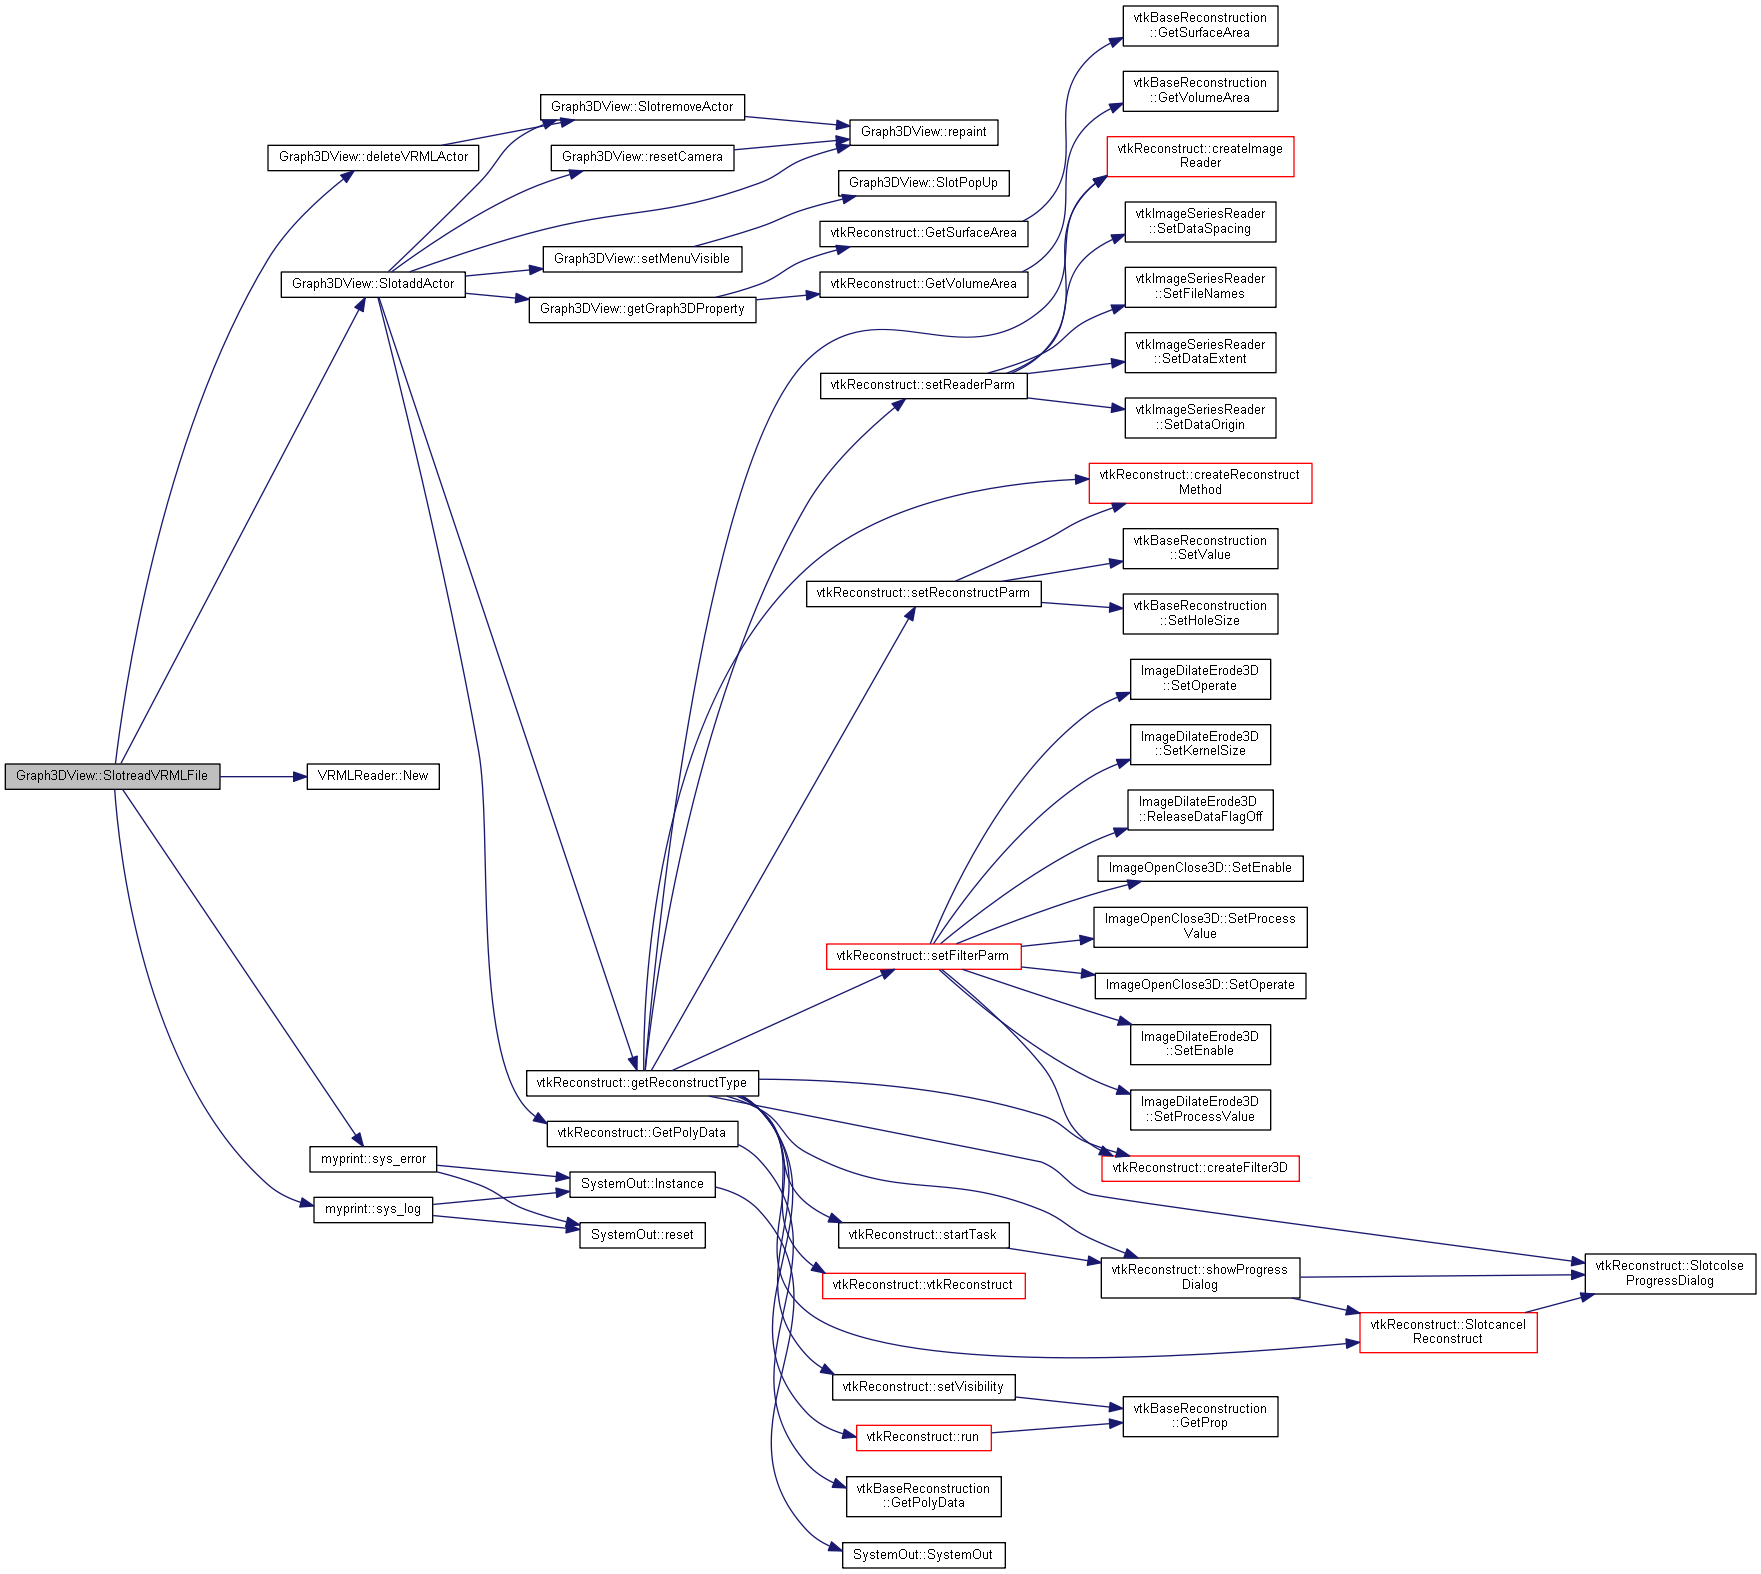 vtkBaseReconstruction
::GetSurfaceArea
vtkBaseReconstruction
::GetVolumeArea
Graph3DView::SlotremoveActor
Graph3DView::repaint
Graph3DView::deleteVRMLActor
Graph3DView::resetCamera
vtkReconstruct::createImage
Reader
Graph3DView::SlotPopUp
vtkImageSeriesReader
::SetDataSpacing
vtkReconstruct::GetSurfaceArea
Graph3DView::setMenuVisible
Graph3DView::SlotaddActor
vtkReconstruct::GetVolumeArea
vtkImageSeriesReader
::SetFileNames
Graph3DView::getGraph3DProperty
vtkImageSeriesReader
::SetDataExtent
vtkReconstruct::setReaderParm
vtkImageSeriesReader
::SetDataOrigin
vtkReconstruct::createReconstruct
Method
vtkBaseReconstruction
::SetValue
vtkReconstruct::setReconstructParm
vtkBaseReconstruction
::SetHoleSize
ImageDilateErode3D
::SetOperate
ImageDilateErode3D
::SetKernelSize
Graph3DView::SlotreadVRMLFile
VRMLReader::New
ImageDilateErode3D
::ReleaseDataFlagOff
ImageOpenClose3D::SetEnable
ImageOpenClose3D::SetProcess
Value
vtkReconstruct::setFilterParm
ImageOpenClose3D::SetOperate
ImageDilateErode3D
::SetEnable
vtkReconstruct::getReconstructType
ImageDilateErode3D
::SetProcessValue
vtkReconstruct::GetPolyData
myprint::sys_error
vtkReconstruct::createFilter3D
SystemOut::Instance
myprint::sys_log
SystemOut::reset
vtkReconstruct::startTask
vtkReconstruct::showProgress
Dialog
vtkReconstruct::Slotcolse
ProgressDialog
vtkReconstruct::vtkReconstruct
vtkReconstruct::Slotcancel
Reconstruct
vtkReconstruct::setVisibility
vtkBaseReconstruction
::GetProp
vtkReconstruct::run
vtkBaseReconstruction
::GetPolyData
SystemOut::SystemOut